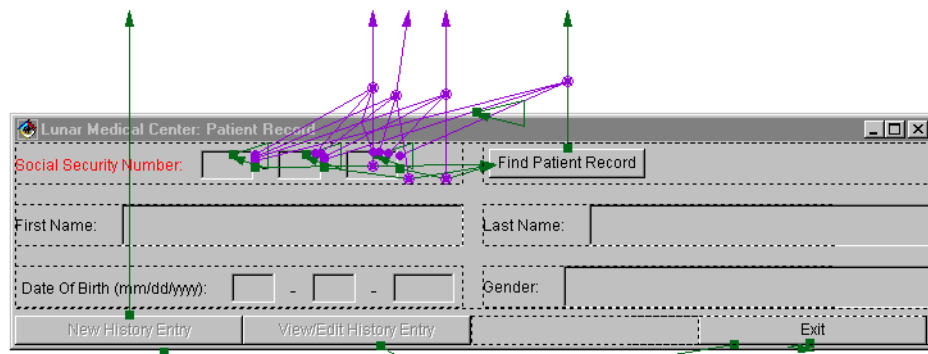 Lunar Medical Center: Patient Record
Social Security Number: - -
Find Patient Record
First Name:
Last Name:
Date Of Birth (mm/dd/yyyy): - -
Gender:
New History Entry
View/Edit History Entry
Exit